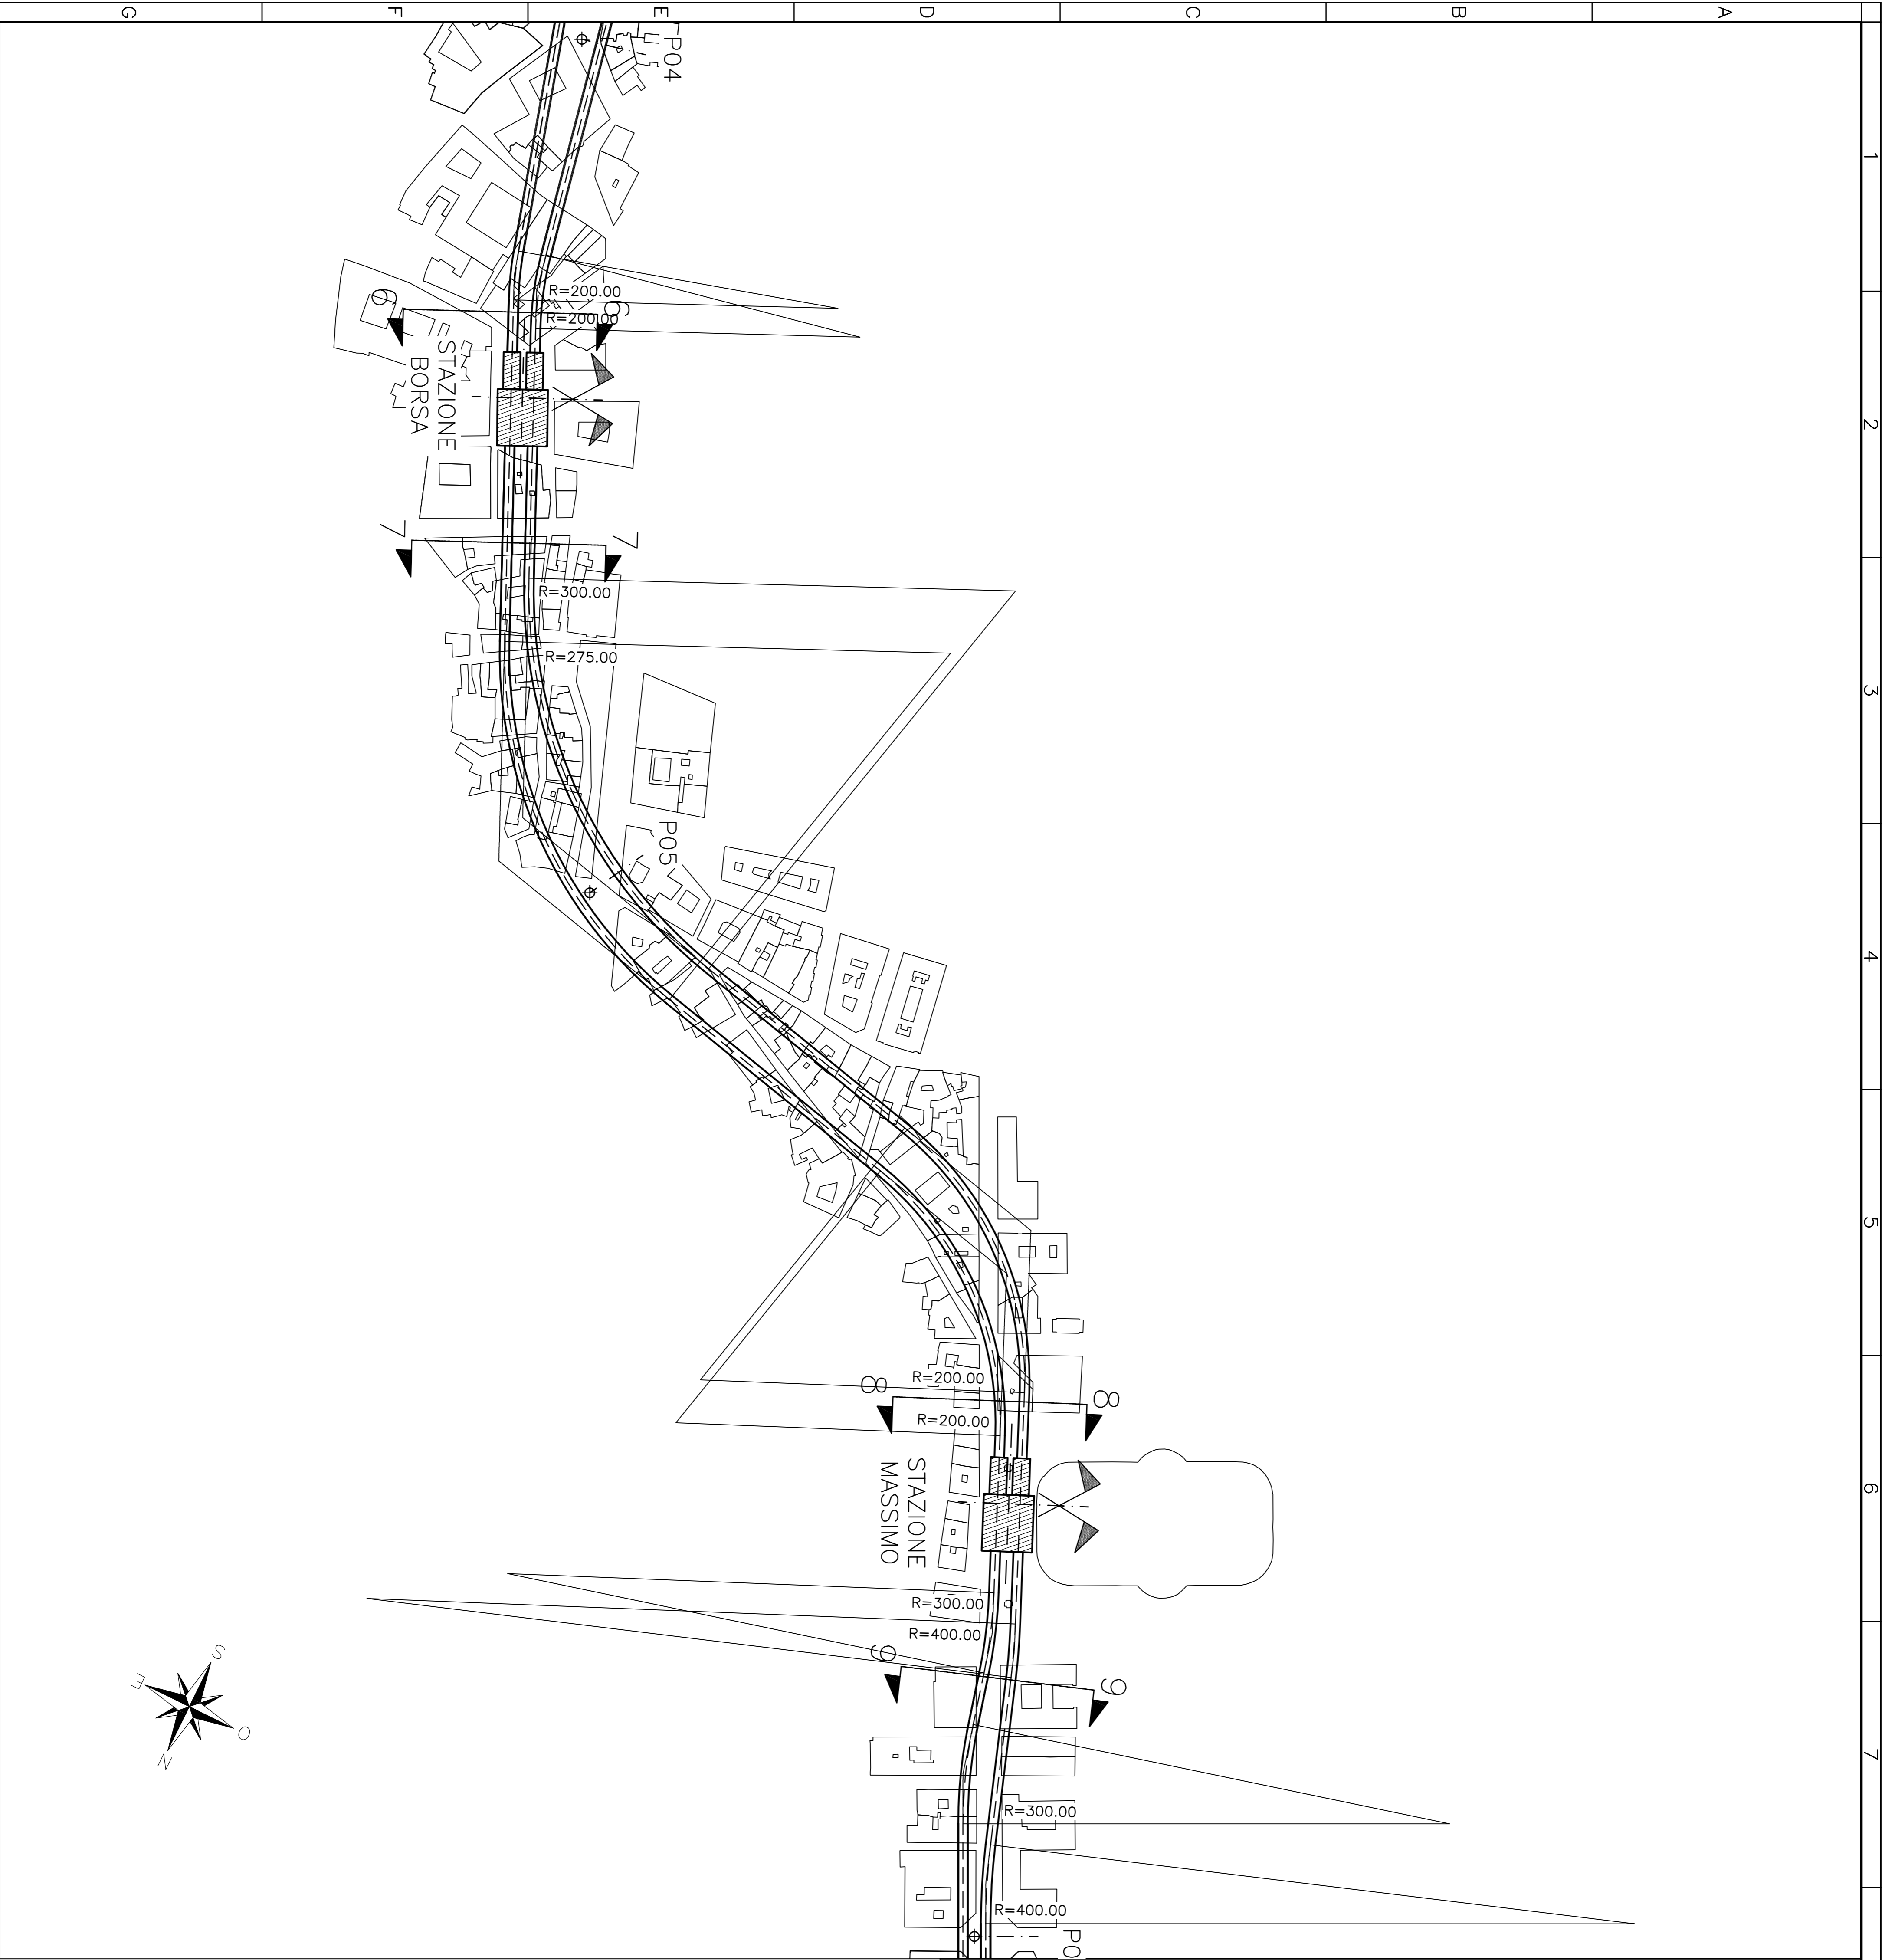 G
F
E
D
C
B
A
1
2
3
4
5
6
7
P04
R=200.00
R=200.00
6
6
STAZIONE
BORSA
7
7
R=300.00
R=275.00
P05
R=200.00
8
8
R=200.00
STAZIONE
MASSIMO
R=300.00
R=400.00
9
9
S
E
O
N
R=300.00
R=400.00